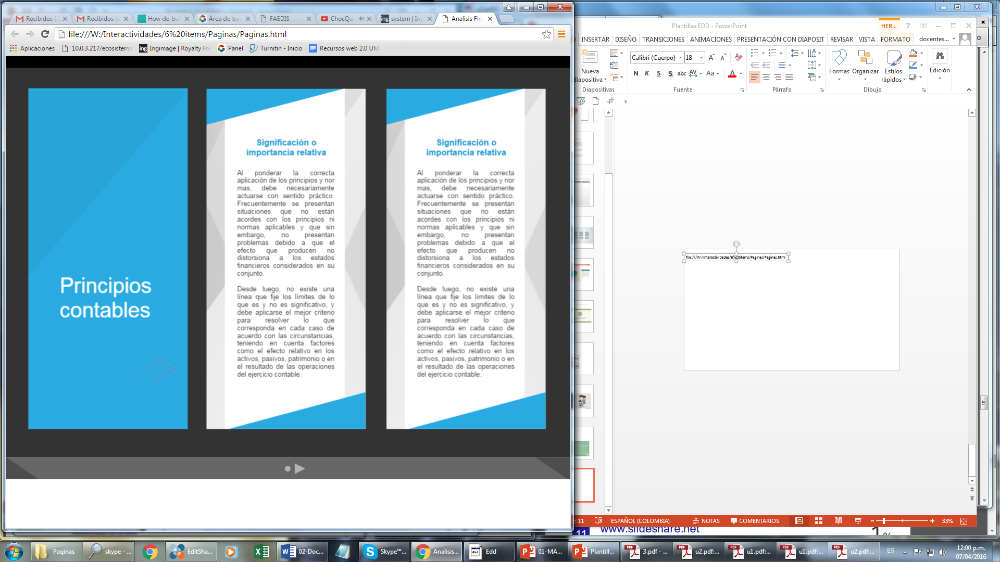 Recibidos (
Recibidos (4
How do bu
Área de tra
FAEDIS
ChocQu
ing system | In
Analisis Fin
file:///W:/Interactividades/6%20items/Paginas/Paginas.html
Aplicaciones
10.0.3.217/ecosistema
ing Ingimage | Royalty Fre
Panel
Turnitin - Inicio
Recursos web 2.0 UM
Principios
contables
Significación o
importancia relativa
Al ponderar la correcta
aplicación de los principios y nor
mas, debe necesariamente
actuarse con sentido práctico.
Frecuentemente se presentan
situaciones que no están
acordes con los principios ni
normas aplicables y que sin
embargo, no presentan
problemas debido a que el
efecto que producen no
distorsiona a los estados
financieros considerados en su
conjunto.
Desde luego, no existe una
línea que fije los límites de lo
que es y no es significativo, y
debe aplicarse el mejor criterio
para resolver lo que
corresponda en cada caso de
acuerdo con las circunstancias,
teniendo en cuenta factores
como el efecto relativo en los
activos, pasivos, patrimonio o en
el resultado de las operaciones
del ejercicio contable.
Significación o
importancia relativa
Al ponderar la correcta
aplicación de los principios y nor
mas, debe necesariamente
actuarse con sentido práctico.
Frecuentemente se presentan
situaciones que no están
acordes con los principios ni
normas aplicables y que sin
embargo, no presentan
problemas debido a que el
efecto que producen no
distorsiona a los estados
financieros considerados en su
conjunto.
Desde luego, no existe una
línea que fije los límites de lo
que es y no es significativo, y
debe aplicarse el mejor criterio
para resolver lo que
corresponda en cada caso de
acuerdo con las circunstancias,
teniendo en cuenta factores
como el efecto relativo en los
activos, pasivos, patrimonio o en
el resultado de las operaciones
del ejercicio contable.
Plantillas EDD - PowerPoint
HER...
INSERTAR DISEÑO TRANSICIONES ANIMACIONES PRESENTACIÓN CON DIAPOSIT REVISAR VISTA FORMATO docentes...
Calibri (Cuerpo) 18
Nueva
diapositiva
N K S S abc AV Aa A
Formas Organizar Estilos
rápidos
Edición
Diapositivas Fuente Párrafo Dibujo
file:///W:/Interactividades/6%20items/Paginas/Paginas.html
E 11 ESPAÑOL (COLOMBIA) NOTAS COMENTARIOS 33%
11 www.slideshare.net
Paginas
skype - ...
EditSha...
02-Doc...
Skype™...
Analisis...
Edd
01-MA...
Plantill...
3.pdf - ...
u2.pdf:...
u1.pdf:...
u1.pdf:...
u2.pdf:...
ES
12:00 p.m.
07/04/2016